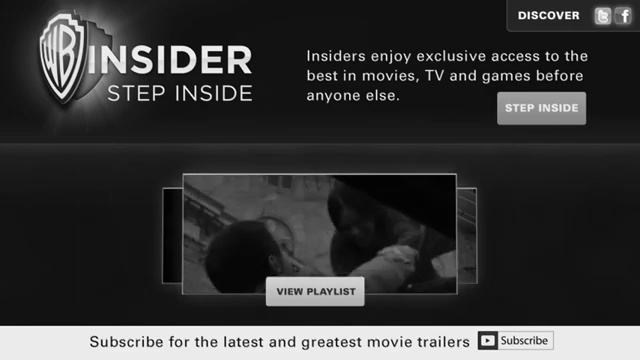 DISCOVER
WB
INSIDER
STEP INSIDE
Insiders enjoy exclusive access to the
best in movies, TV and games before
anyone else.
STEP INSIDE
VIEW PLAYLIST
Subscribe for the latest and greatest movie trailers
Subscribe